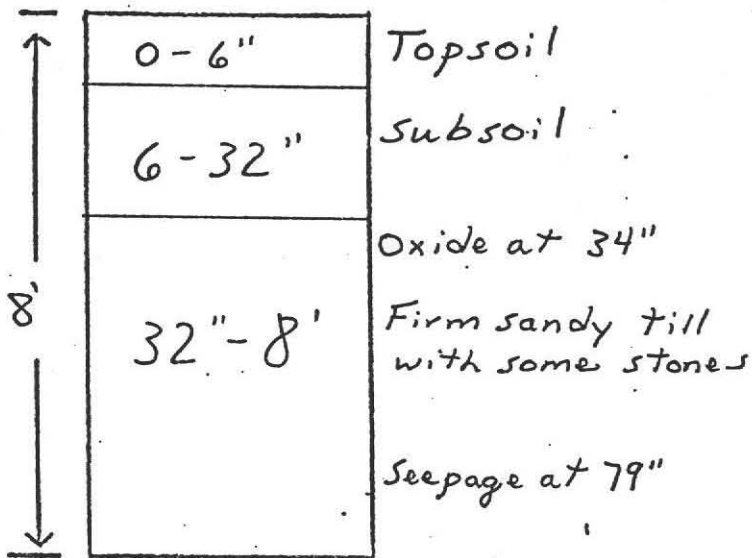 0-6" Topsoil
6-32" Subsoil
Oxide at 34"
8'
32"-8'
Firm sandy till
with some stones
Seepage at 79"